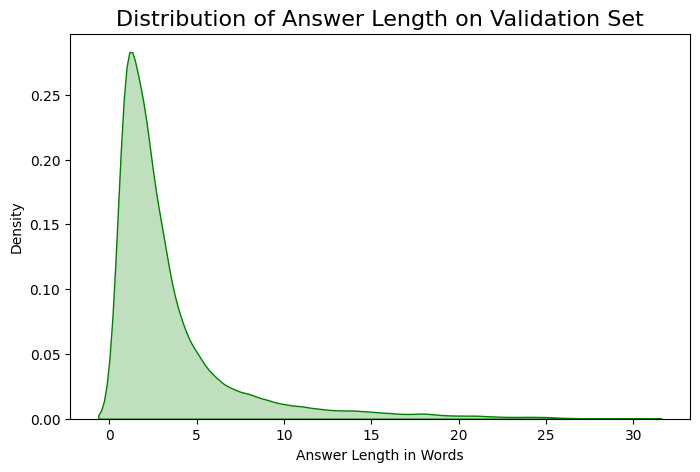 Distribution of Answer Length on Validation Set
0.25
0.20
0.15
0.10
0.05
0.00
Density
0 5 10 15 20 25 30
Answer Length in Words